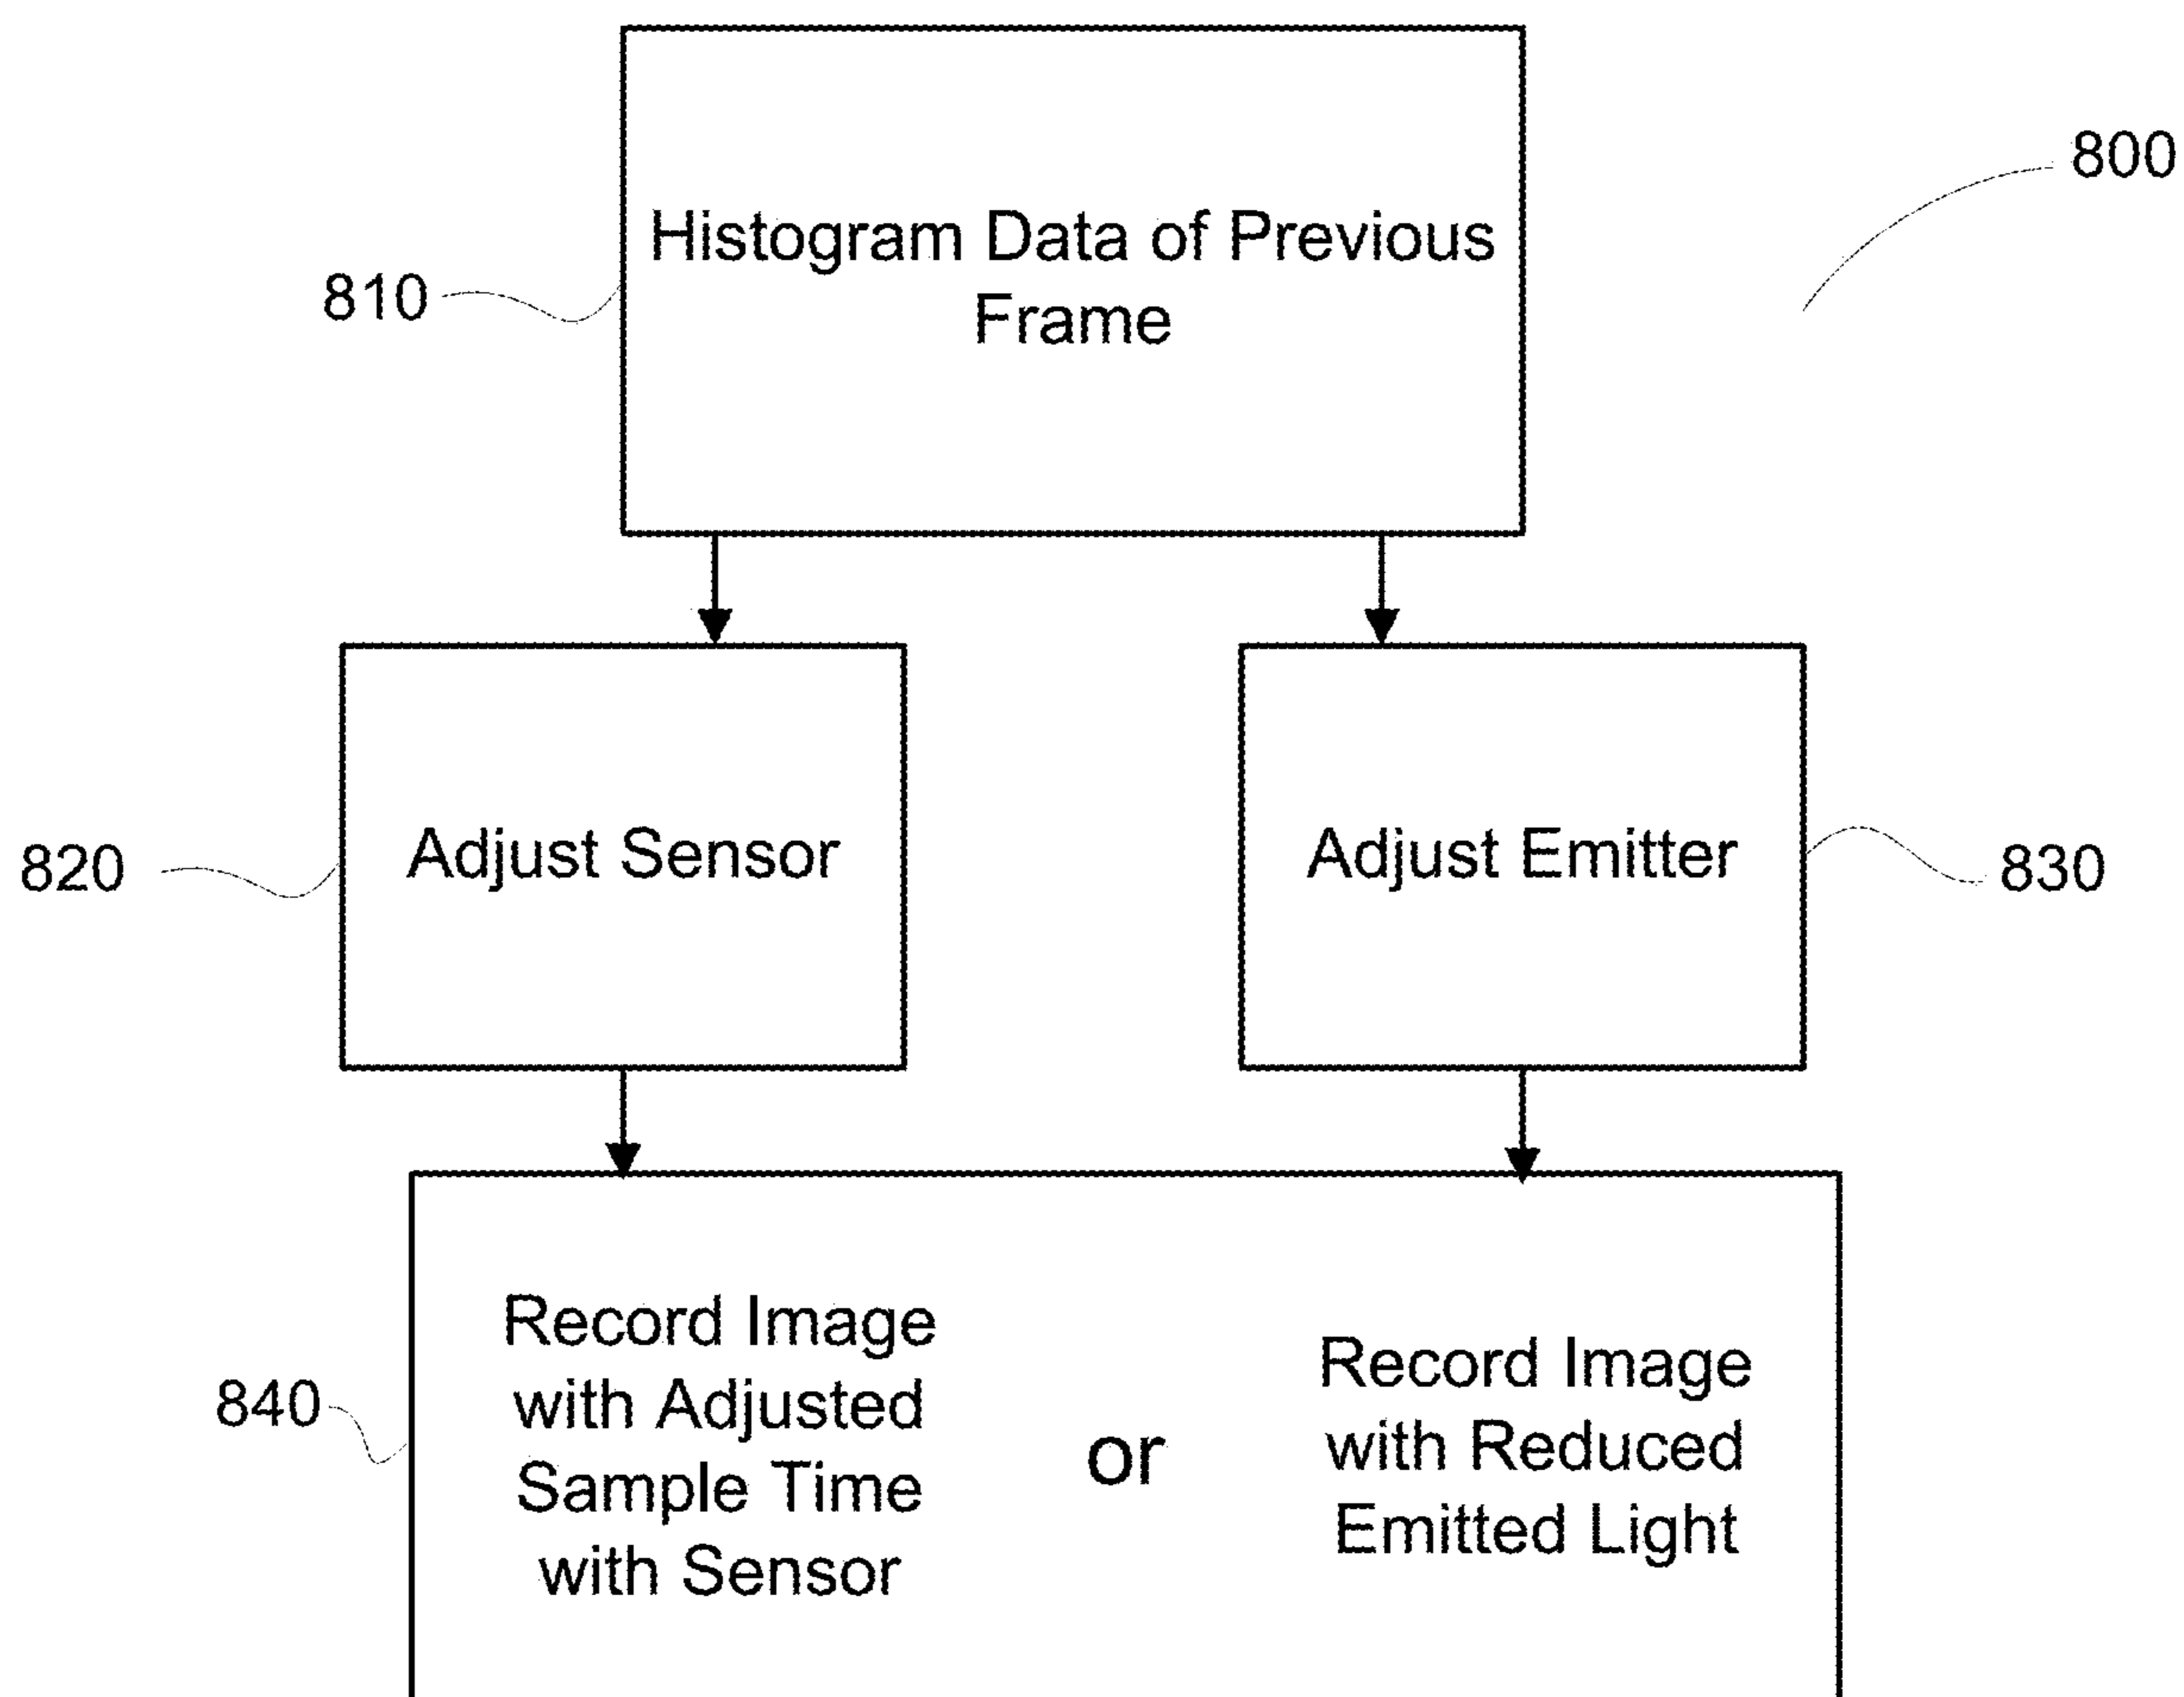 800
Histogram Data of Previous
Frame
810
Adjust Sensor
Adjust Emitter
820
830
Record Image
with Adjusted
Sample Time
with Sensor
or
Record Image
with Reduced
Emitted Light
840